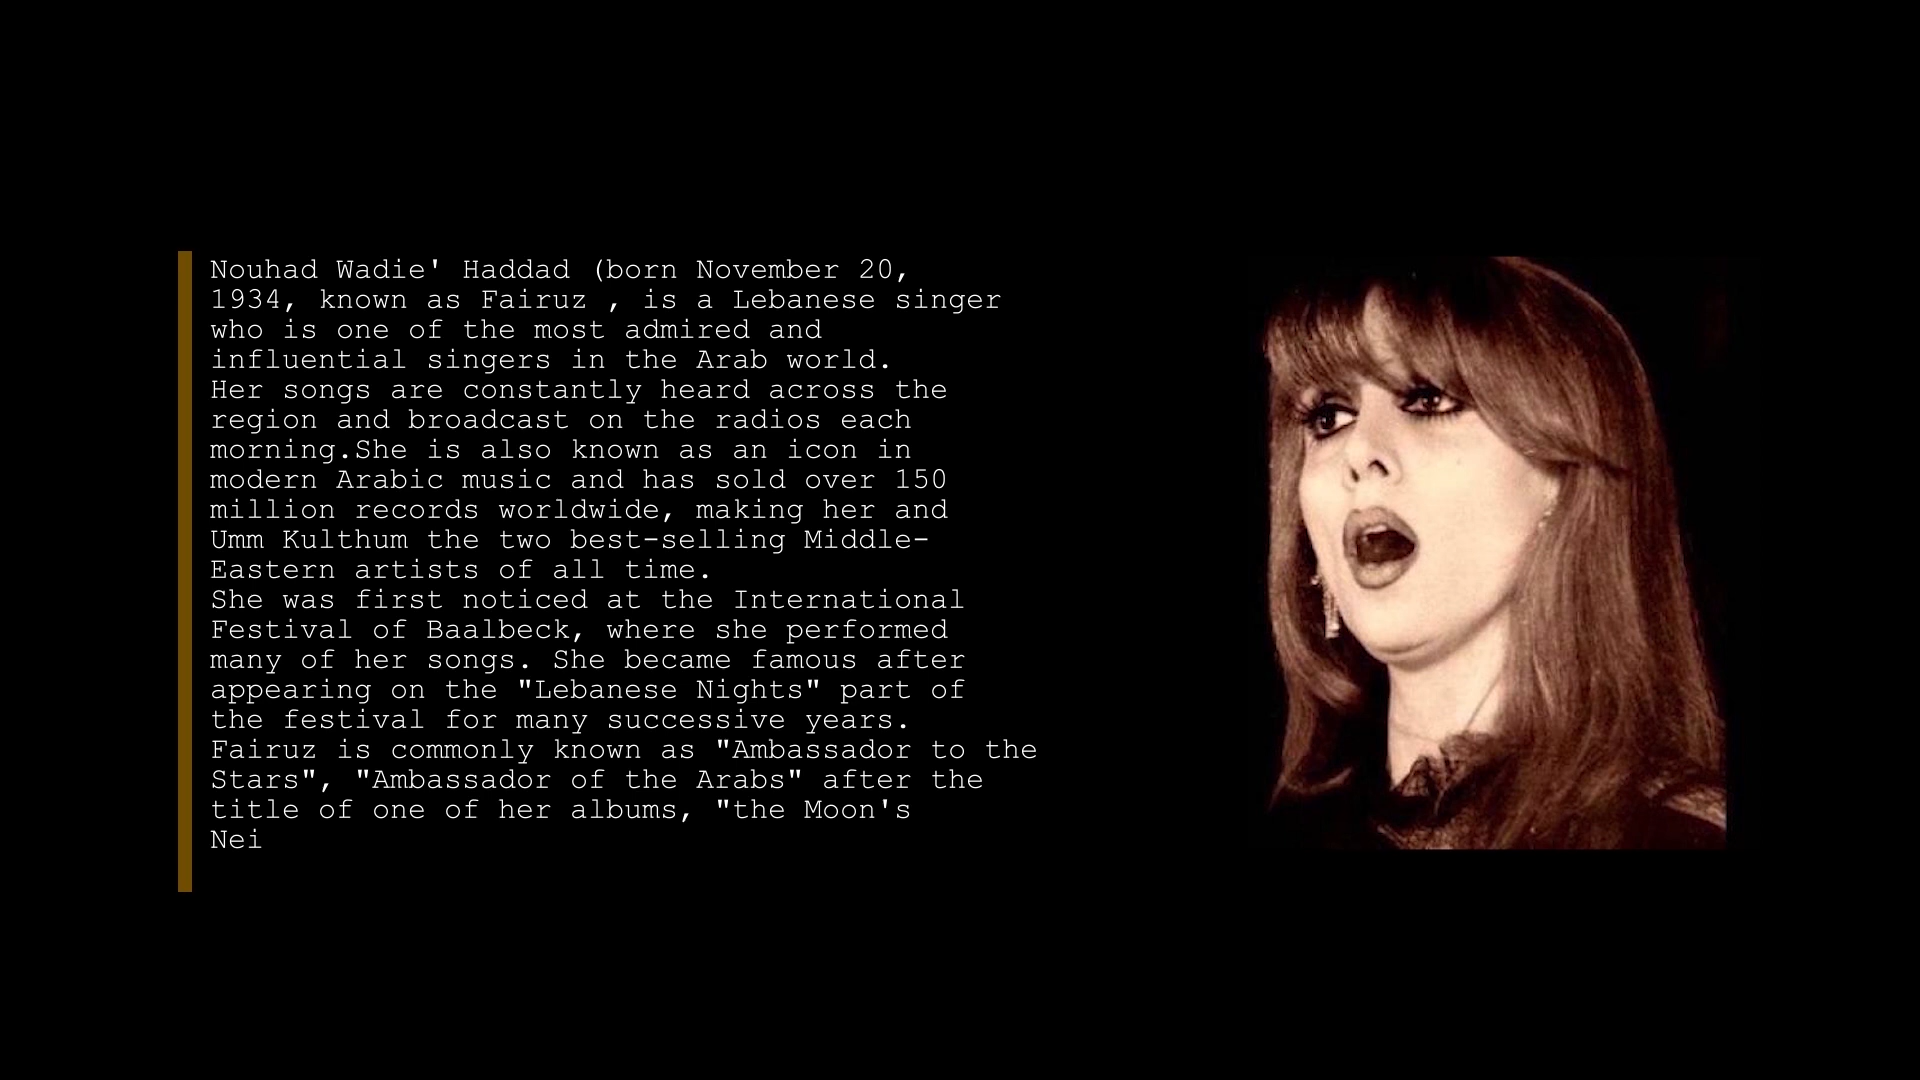 Nouhad Wadie' Haddad (born November 20,
1934, known as Fairuz , is a Lebanese singer
who is one of the most admired and
influential singers in the Arab world.
Her songs are constantly heard across the
region and broadcast on the radios each
morning.She is also known as an icon in
modern Arabic music and has sold over 150
million records worldwide, making her and
Umm Kulthum the two best-selling Middle-
Eastern artists of all time.
She was first noticed at the International
Festival of Baalbeck, where she performed
many of her songs. She became famous after
appearing on the "Lebanese Nights" part of
the festival for many successive years.
Fairuz is commonly known as "Ambassador to the
Stars", "Ambassador of the Arabs" after the
title of one of her albums, "the Moon's
Nei